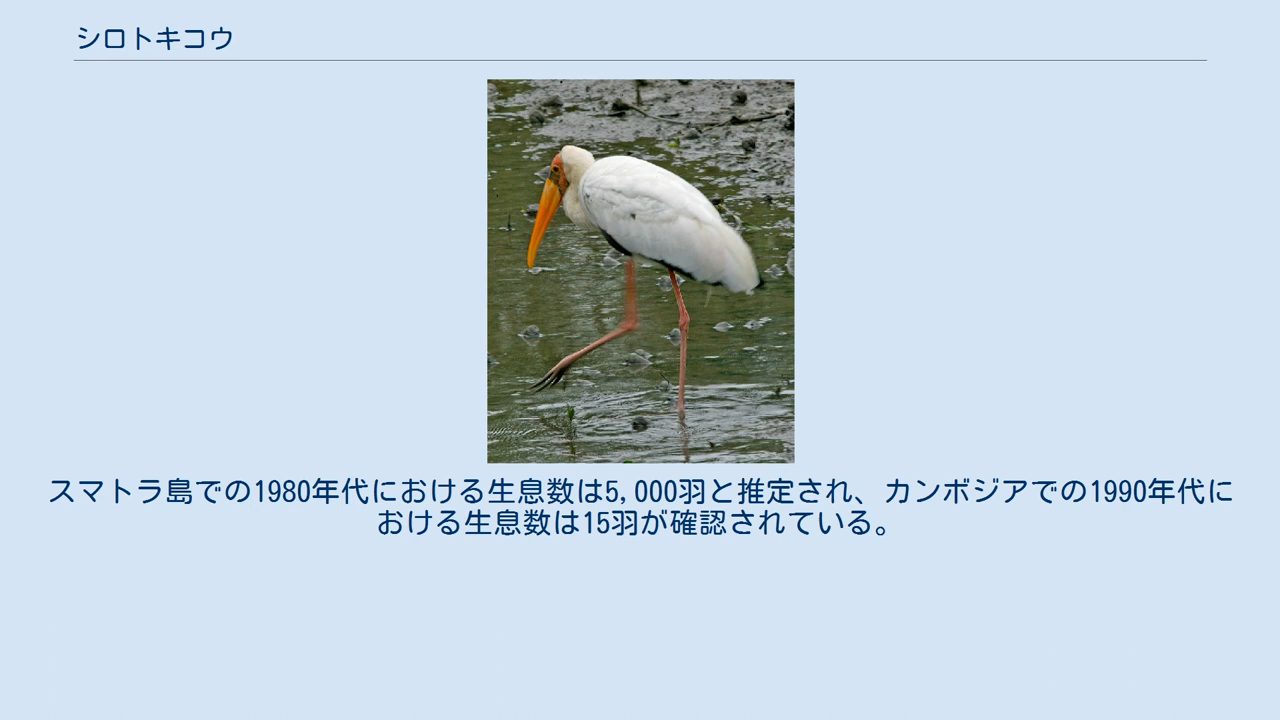 シロトキコウ
スマトラ島での1980年代における生息数は5,000羽と推定され、カンボジアでの1990年代に
おける生息数は15羽が確認されている。